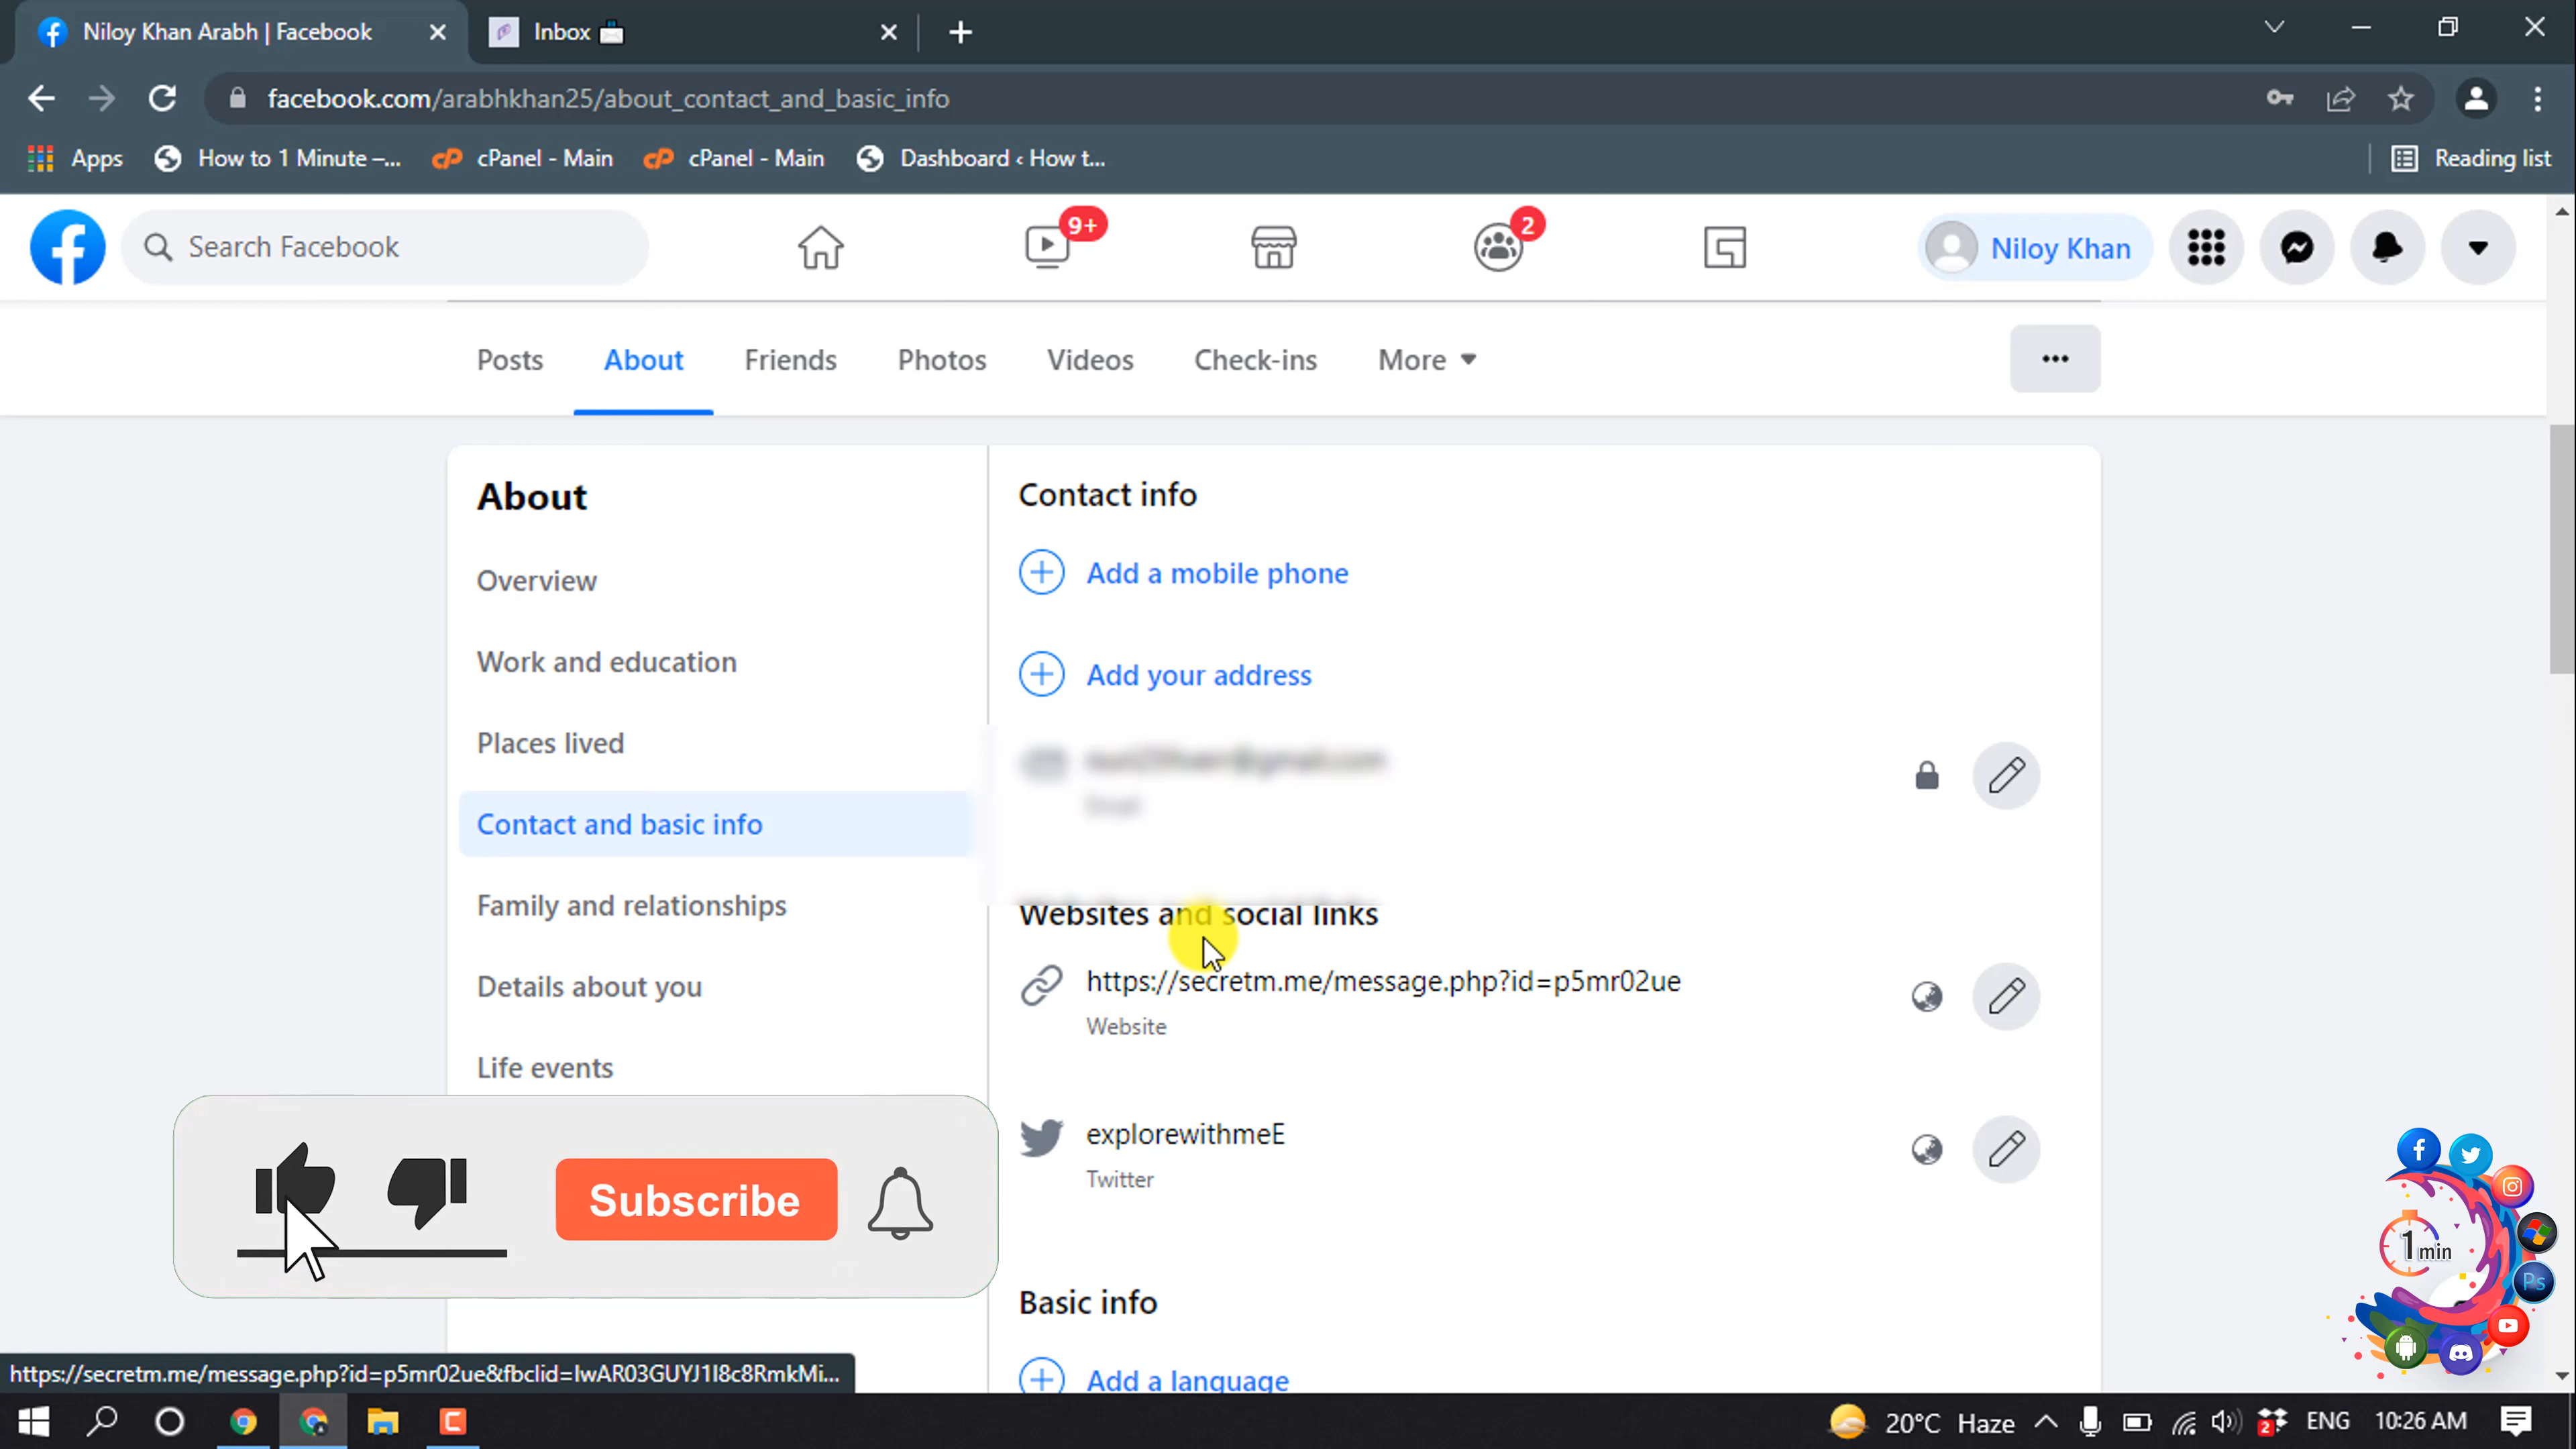 Niloy Khan Arabh | Facebook
Inbox
facebook.com/arabhkhan25/about_contact_and_basic_info
Apps
How to 1 Minute –...
cPanel - Main
cPanel - Main
Dashboard ‹ How t...
Reading list
Search Facebook
9+
2
Niloy Khan
Posts
About
Friends
Photos
Videos
Check-ins
More
About
Overview
Work and education
Places lived
Contact and basic info
Family and relationships
Details about you
Life events
Contact info
Add a mobile phone
Add your address
Websites and social links
https://secretm.me/message.php?id=p5mr02ue
Website
explorewithmeE
Twitter
Basic info
Add a language
Subscribe
1 min
Ps
https://secretm.me/message.php?id=p5mr02ue&fbclid=IwAR03GUYJ1I8c8RmkMi...
20°C Haze
2
ENG
10:26 AM